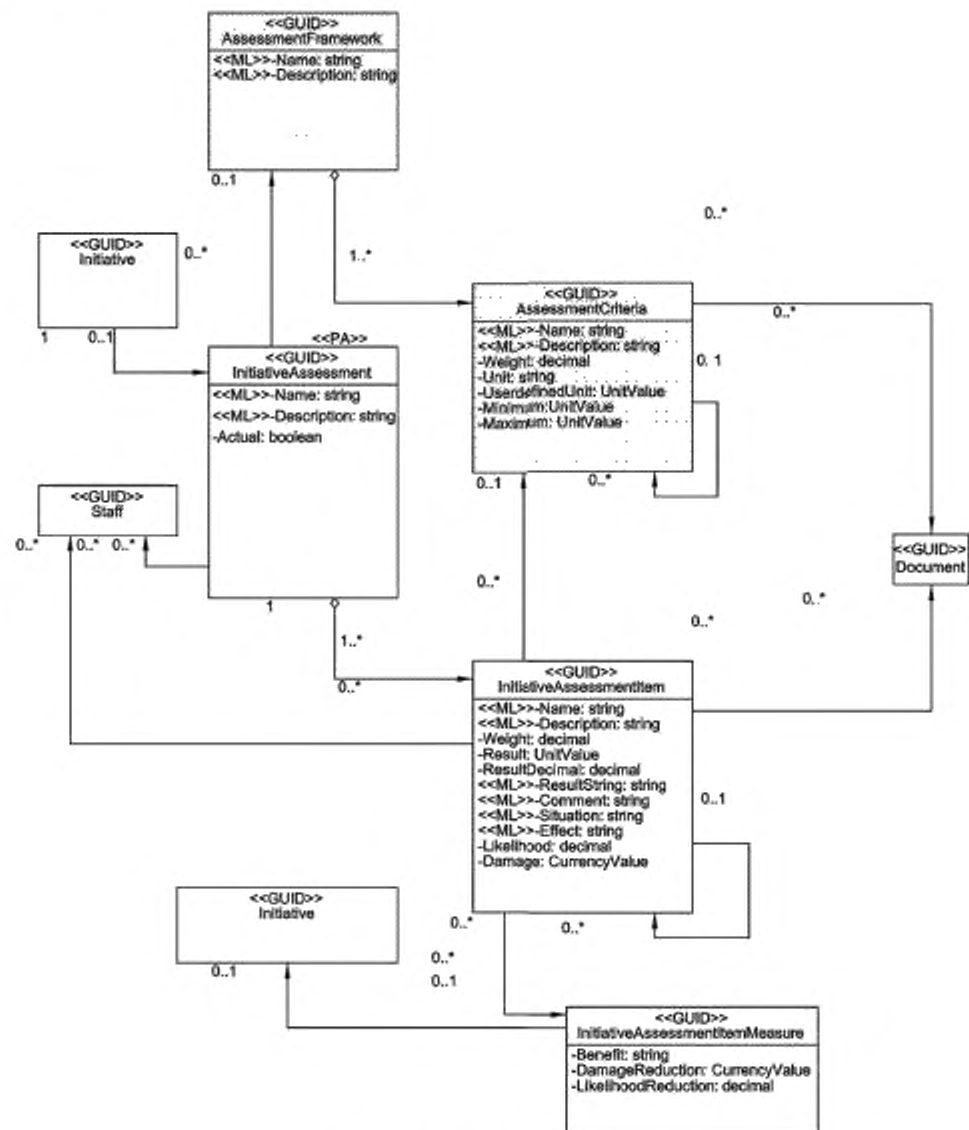 <<GUID>>
AssessmentFramework
<<ML>>-Name: string
<<ML>>-Description: string
0..1
0..*
1..*
0..*
<<GUID>>
Initiative
1
0..1
<<PA>>
<<GUID>>
InitiativeAssessment
<<ML>>-Name: string
<<ML>>-Description: string
-Actual: boolean
<<GUID>>
AssessmentCriteria
<<ML>>-Name: string
<<ML>>-Description: string
-Weight: decimal
-Unit: string
-UserdefinedUnit: UnitValue
-Minimum:UnitValue
-Maximum: UnitValue
0..*
0..1
0..1
0..*
<<GUID>>
Staff
0..*
0..*
0..*
<<GUID>>
Document
1
1..*
0..*
0..*
0..*
0..*
<<GUID>>
InitiativeAssessmentItem
<<ML>>-Name: string
<<ML>>-Description: string
-Weight: decimal
-Result: UnitValue
-ResultDecimal: decimal
<<ML>>-ResultString: string
<<ML>>-Comment: string
<<ML>>-Situation: string
<<ML>>-Effect: string
-Likelihood: decimal
-Damage: CurrencyValue
0..1
0..*
0..*
<<GUID>>
Initiative
0..1
0..*
0..1
<<GUID>>
InitiativeAssessmentItemMeasure
-Benefit: string
-DamageReduction: CurrencyValue
-LikelihoodReduction: decimal